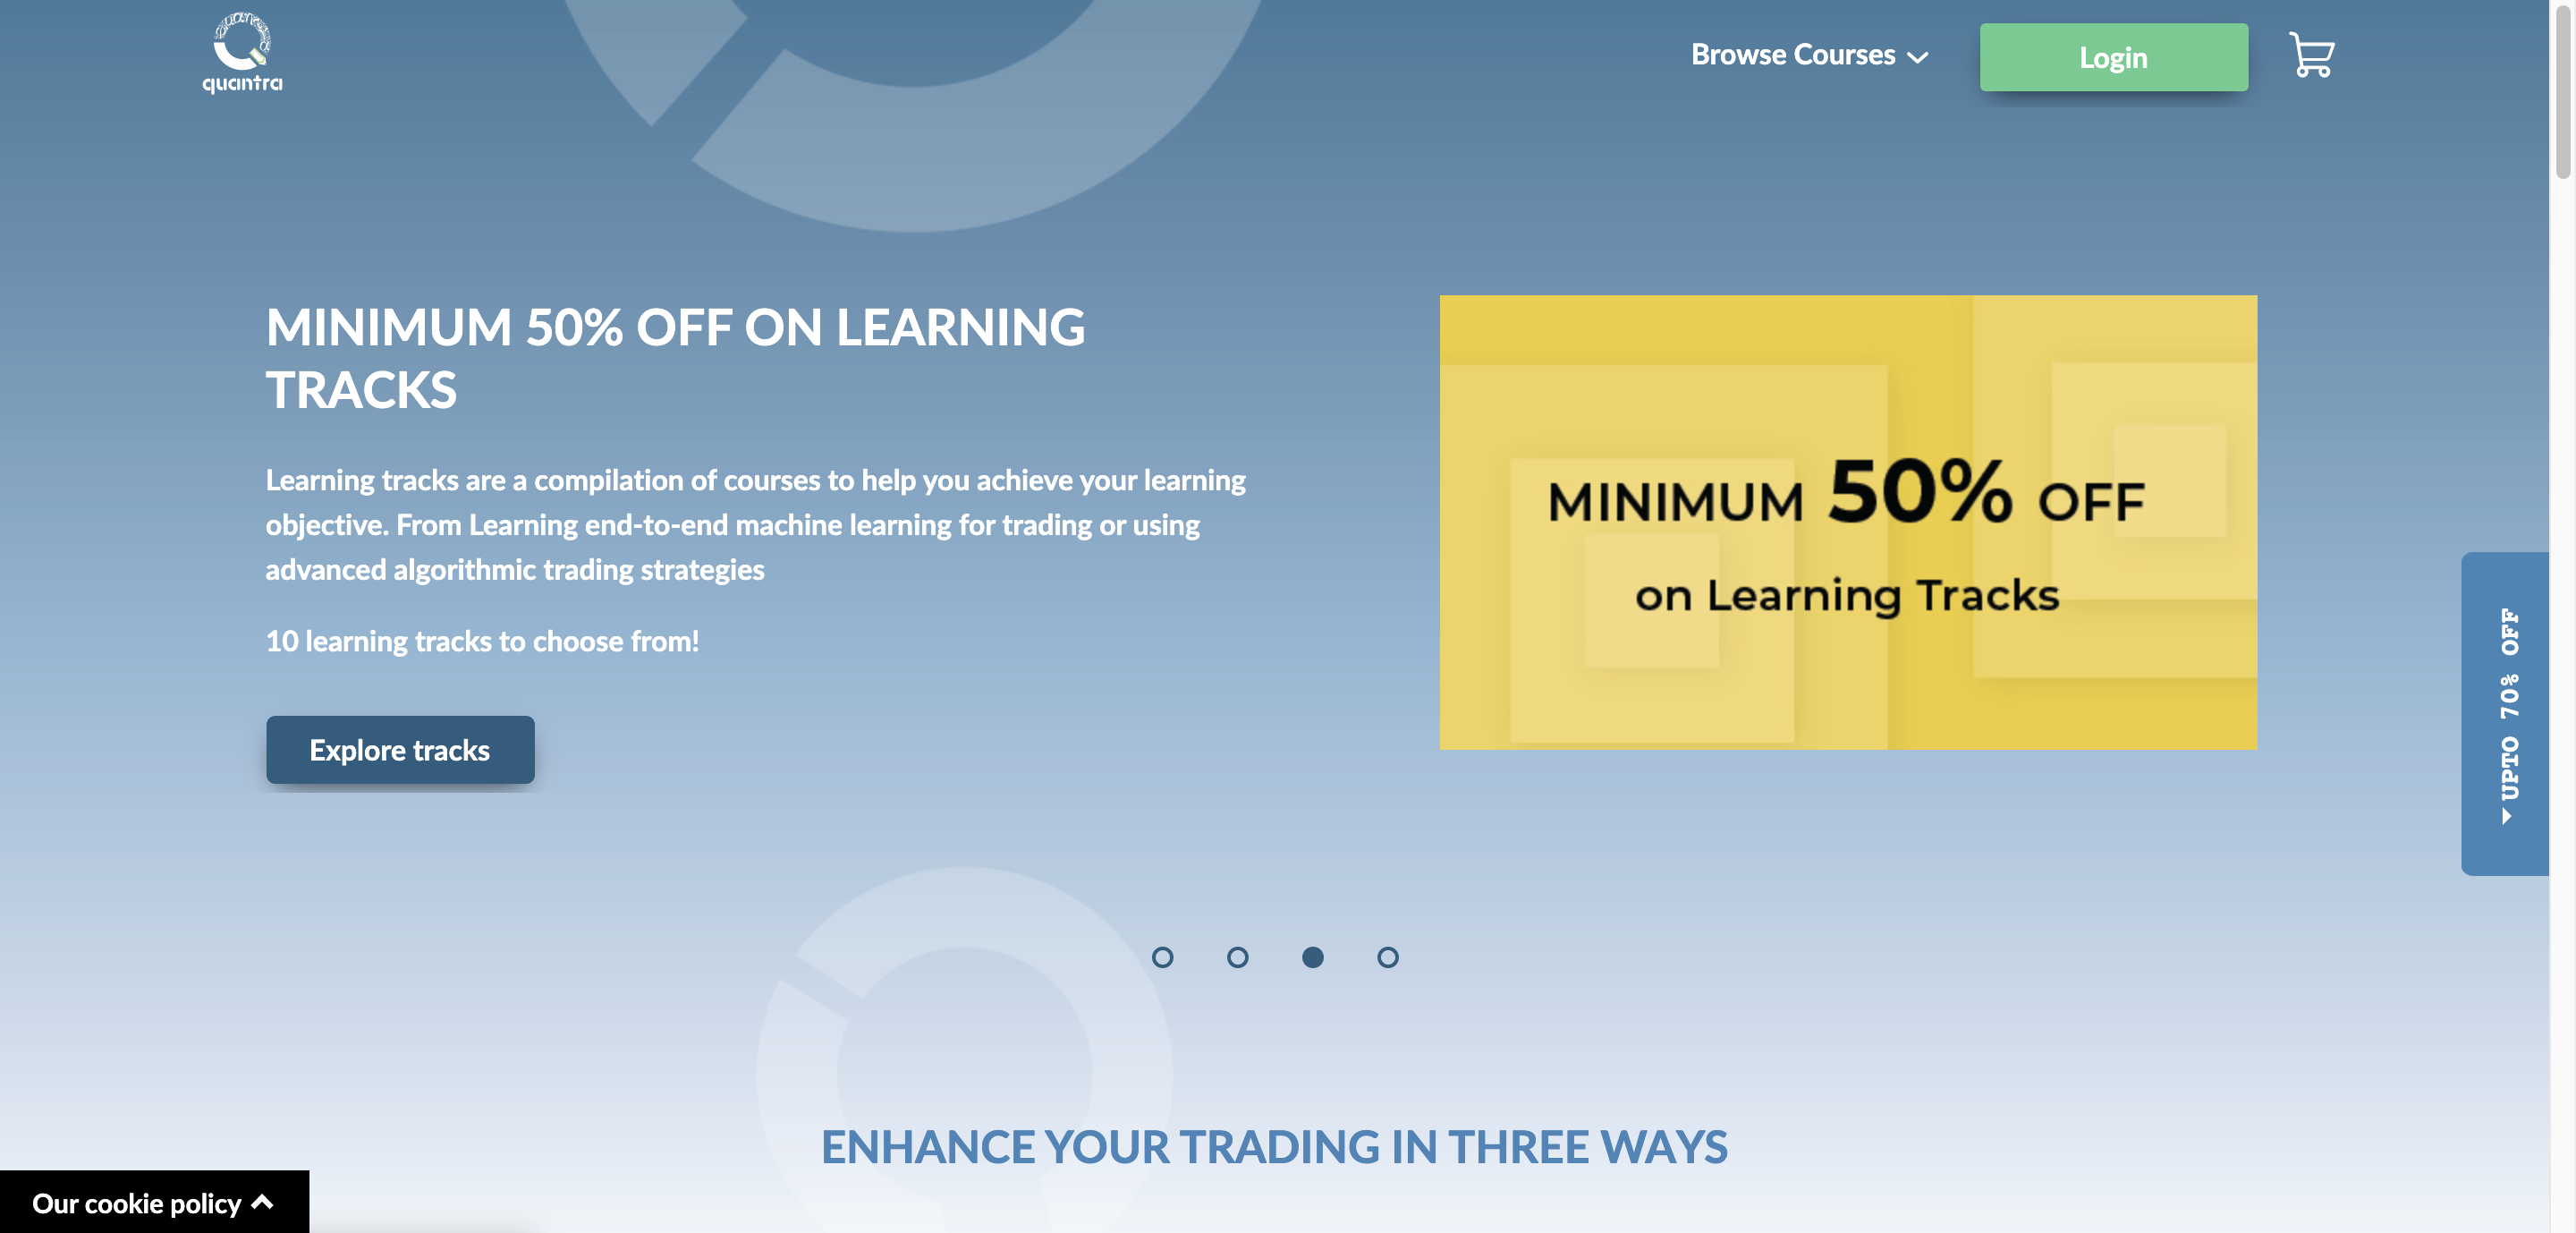 quantra
Browse Courses
Login
MINIMUM 50% OFF ON LEARNING
TRACKS
Learning tracks are a compilation of courses to help you achieve your learning
objective. From Learning end-to-end machine learning for trading or using
advanced algorithmic trading strategies
10 learning tracks to choose from!
Explore tracks
MINIMUM 50% OFF
on Learning Tracks
UPTO 70% OFF
ENHANCE YOUR TRADING IN THREE WAYS
Our cookie policy